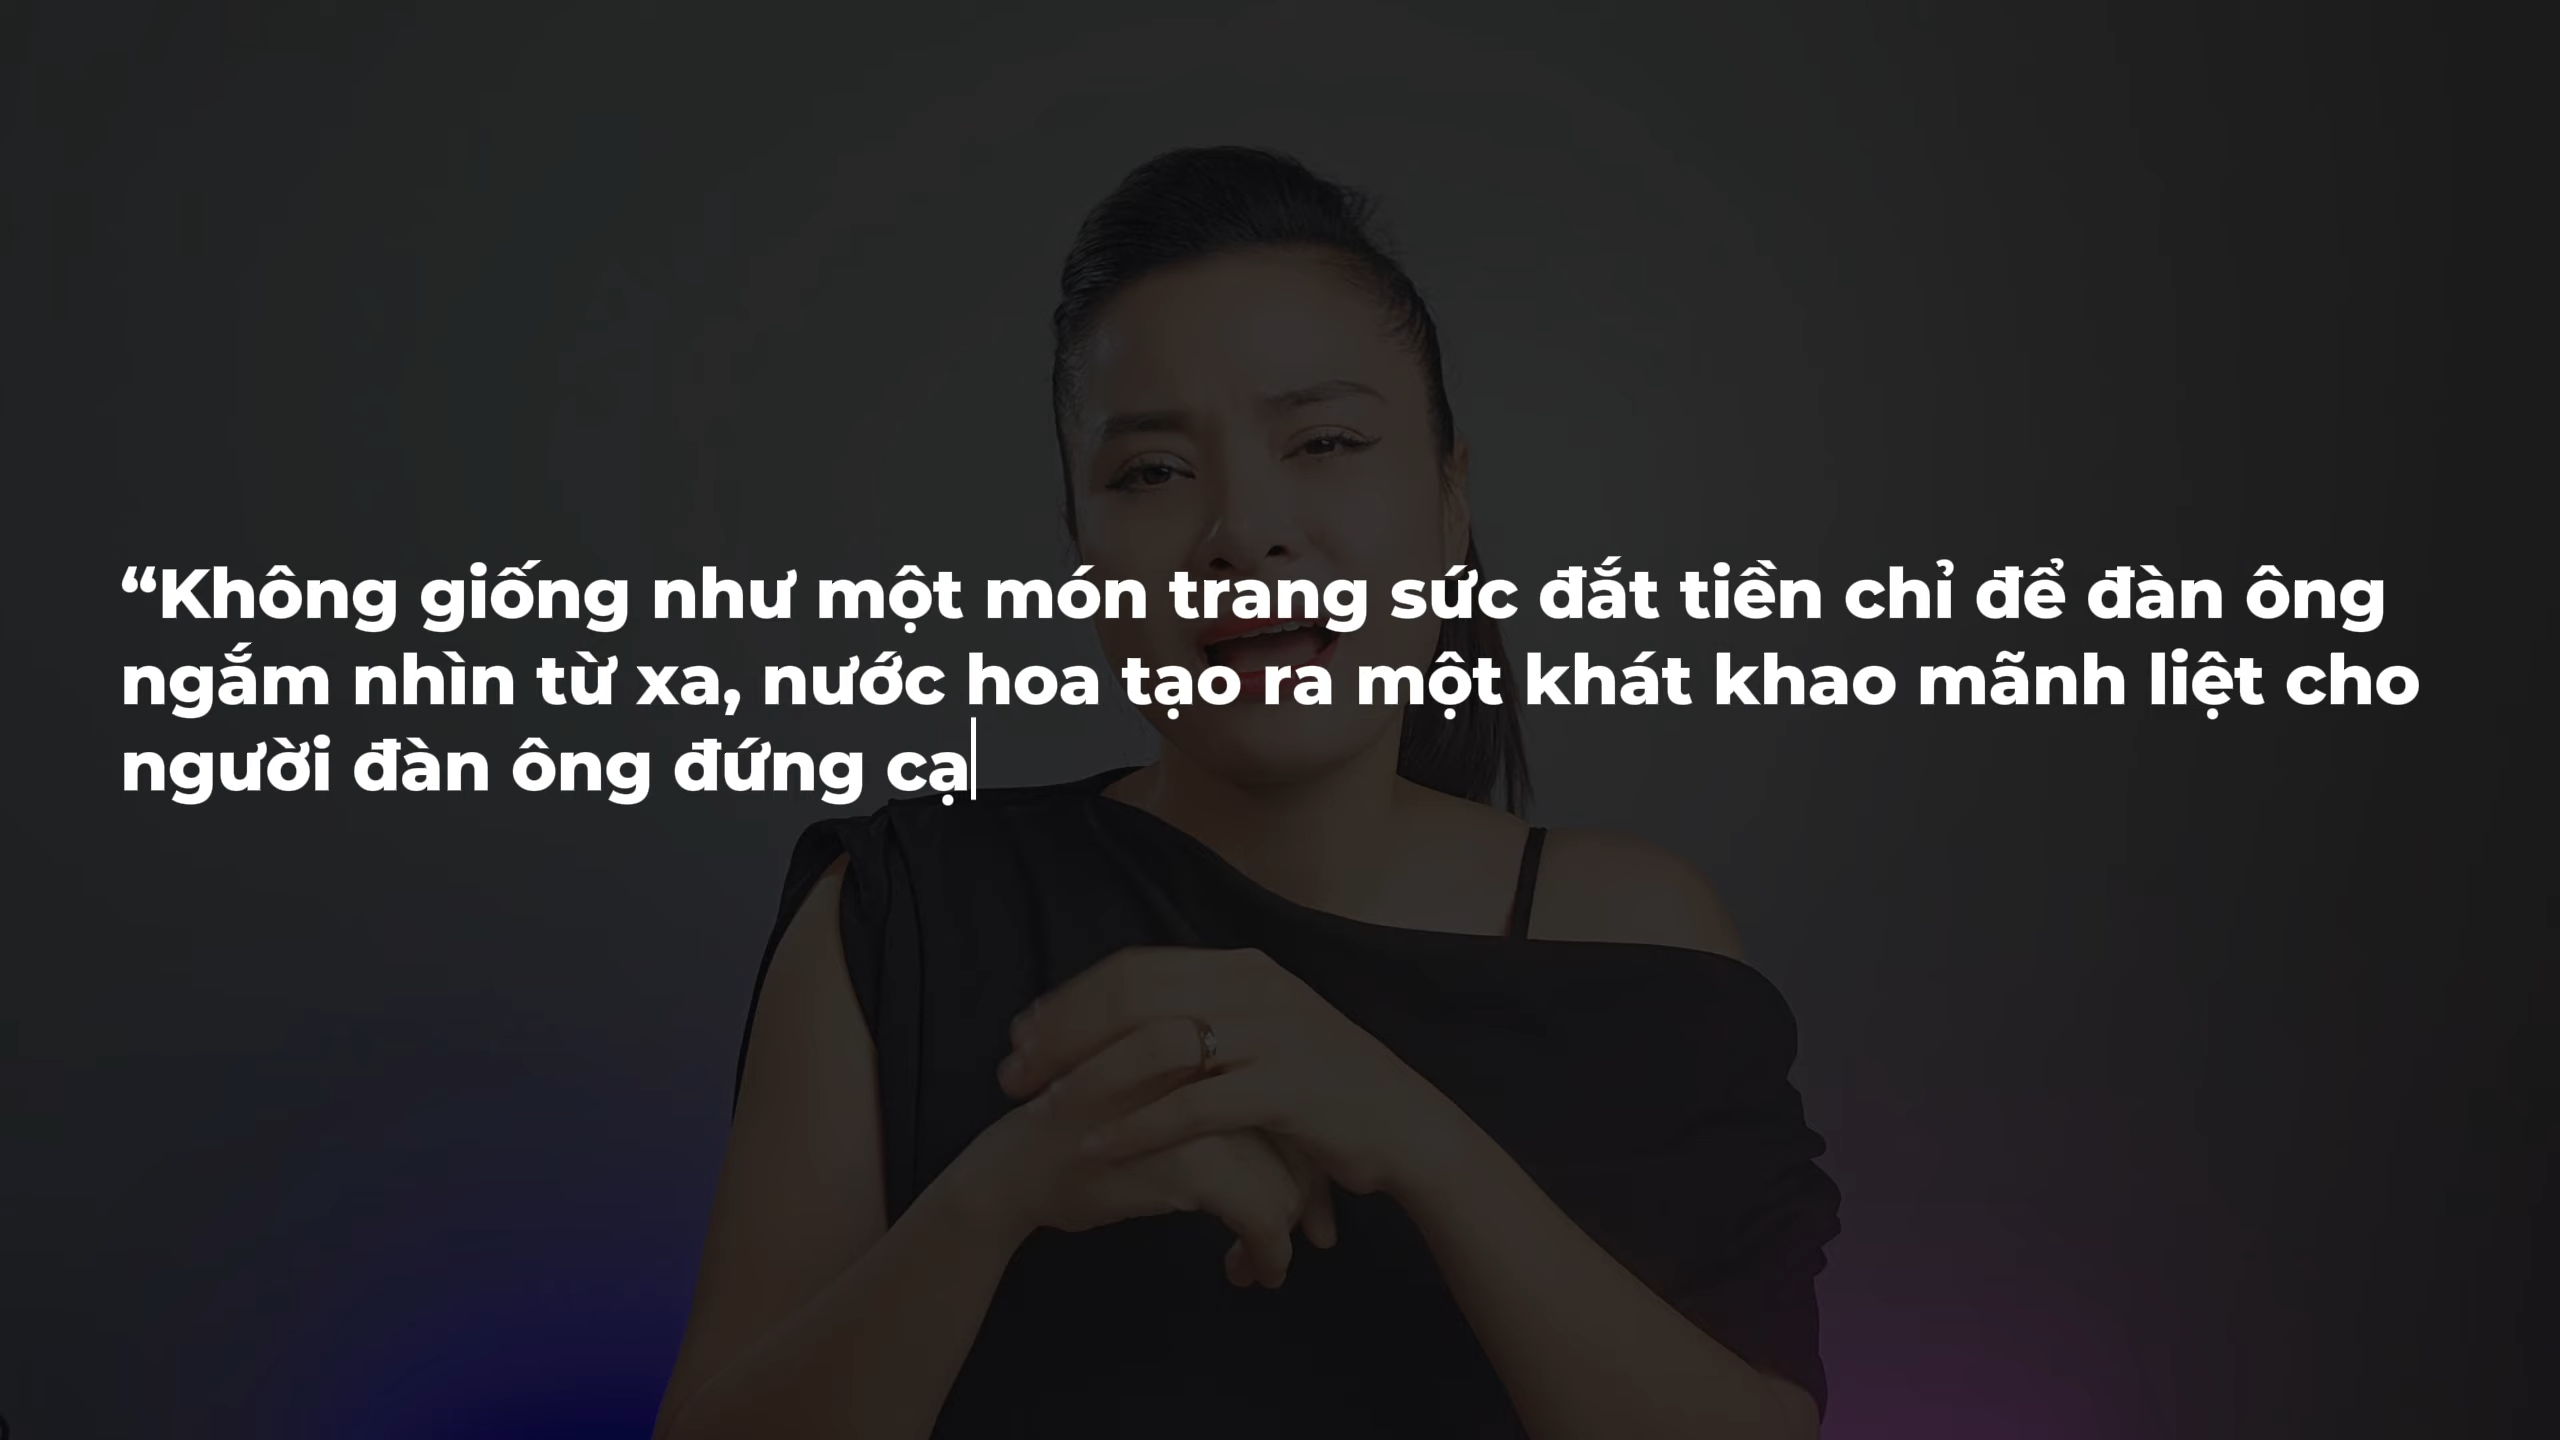 “Không giống như một món trang sức đắt tiền chỉ để đàn ông
ngắm nhìn từ xa, nước hoa tạo ra một khát khao mãnh liệt cho
người đàn ông đứng cạ